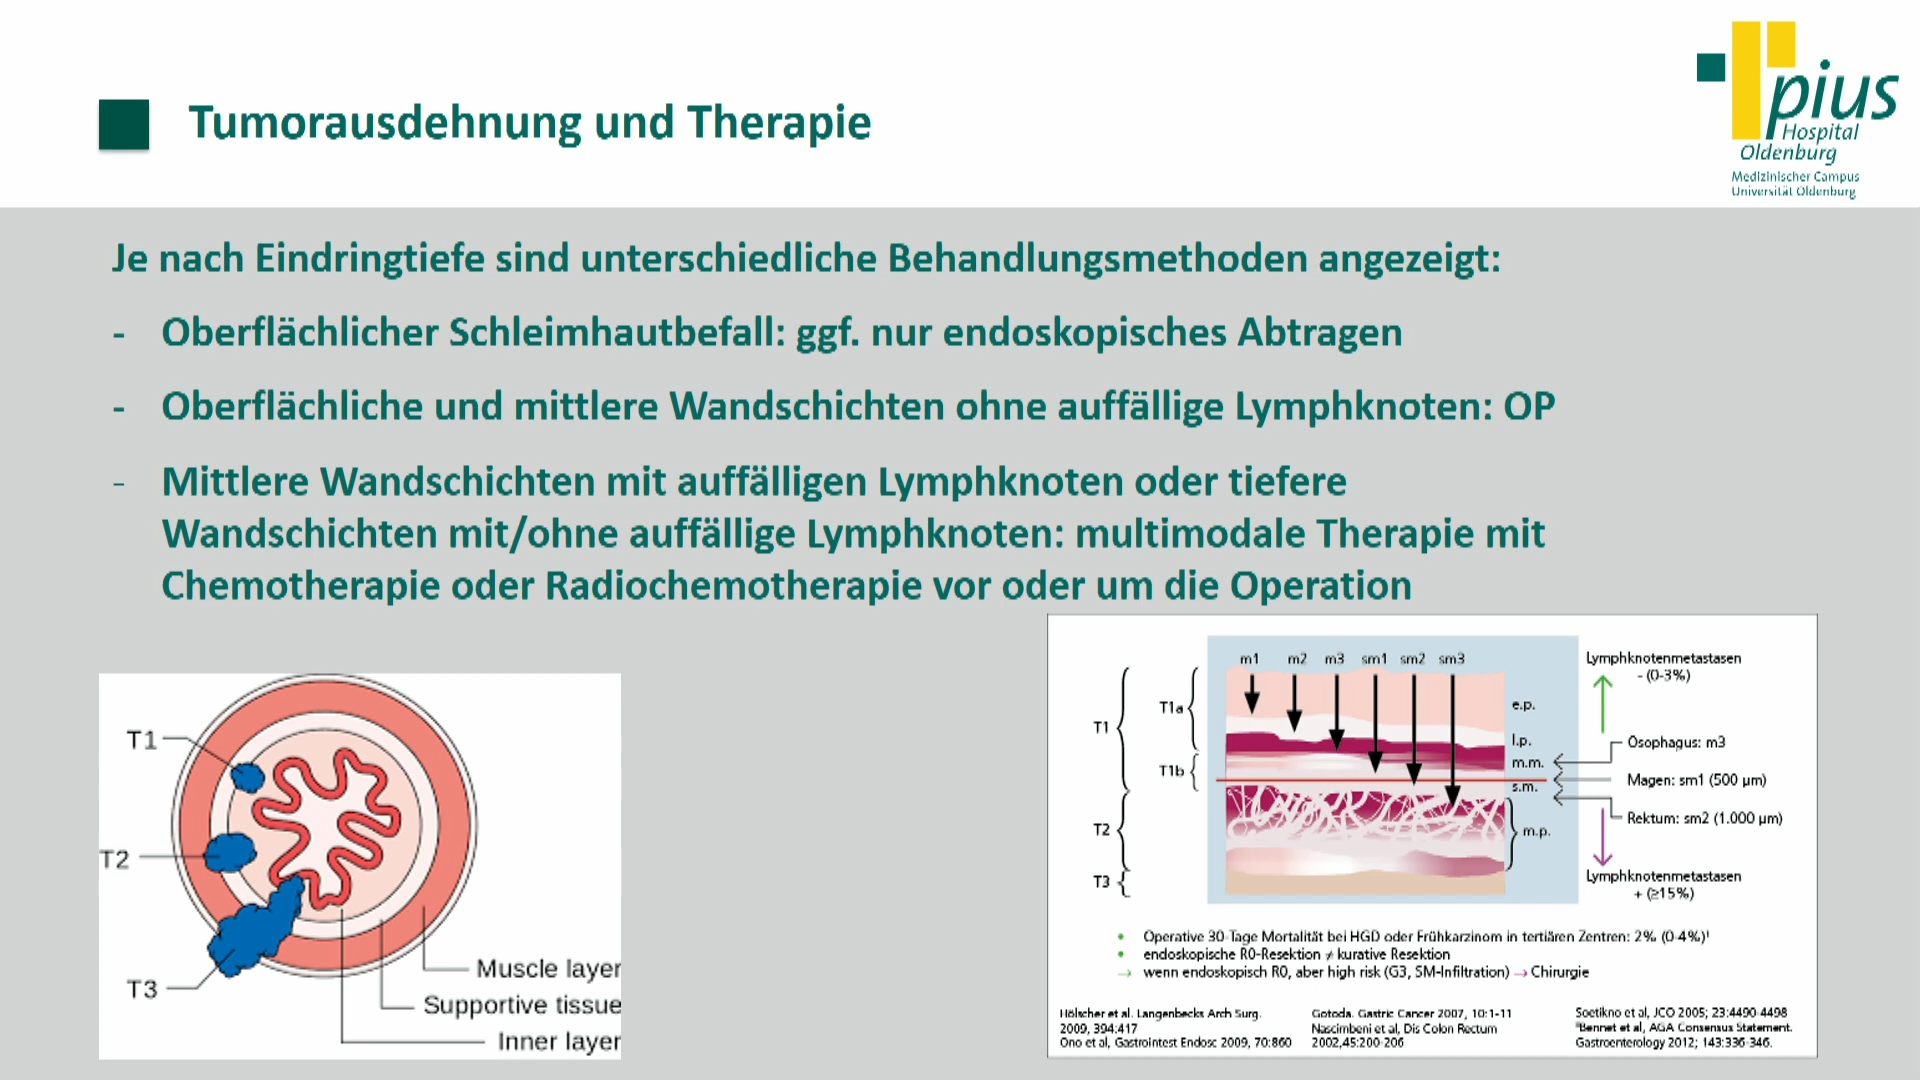 Tumorausdehnung und Therapie
pius
Hospital
Oldenburg
Medizinischer Campus
Universität Oldenburg
Je nach Eindringtiefe sind unterschiedliche Behandlungsmethoden angezeigt:
- Oberflächlicher Schleimhautbefall: ggf. nur endoskopisches Abtragen
- Oberflächliche und mittlere Wandschichten ohne auffällige Lymphknoten: OP
- Mittlere Wandschichten mit auffälligen Lymphknoten oder tiefere
Wandschichten mit/ohne auffällige Lymphknoten: multimodale Therapie mit
Chemotherapie oder Radiochemotherapie vor oder um die Operation
T1
T2
T3
Muscle layer
Supportive tissue
Inner layer
m1 m2 m3 sm1 sm2 sm3
T1
T1a
T1b
T2
T3
e.p.
l.p.
m.m.
s.m.
m.p.
Lymphknotenmetastasen
- (0-3%)
Osophagus: m3
Magen: sm1 (500 µm)
Rektum: sm2 (1.000 µm)
Lymphknotenmetastasen
+ (≥15%)
• Operative 30-Tage Mortalität bei HGD oder Frühkarzinom in tertiären Zentren: 2% (0-4%)¹
• endoskopische R0-Resektion ≠ kurative Resektion
→ wenn endoskopisch R0, aber high risk (G3, SM-Infiltration) → Chirurgie
Hölscher et al. Langenbecks Arch Surg.
2009, 394:417
Ono et al, Gastrointest Endosc 2009, 70:860
Gotoda. Gastric Cancer 2007, 10:1-11
Nascimbeni et al, Dis Colon Rectum
2002,45:200-206
Soetikno et al, JCO 2005; 23:4490-4498
Bennet et al, AGA Consensus Statement.
Gastroenterology 2012; 143:336-346.